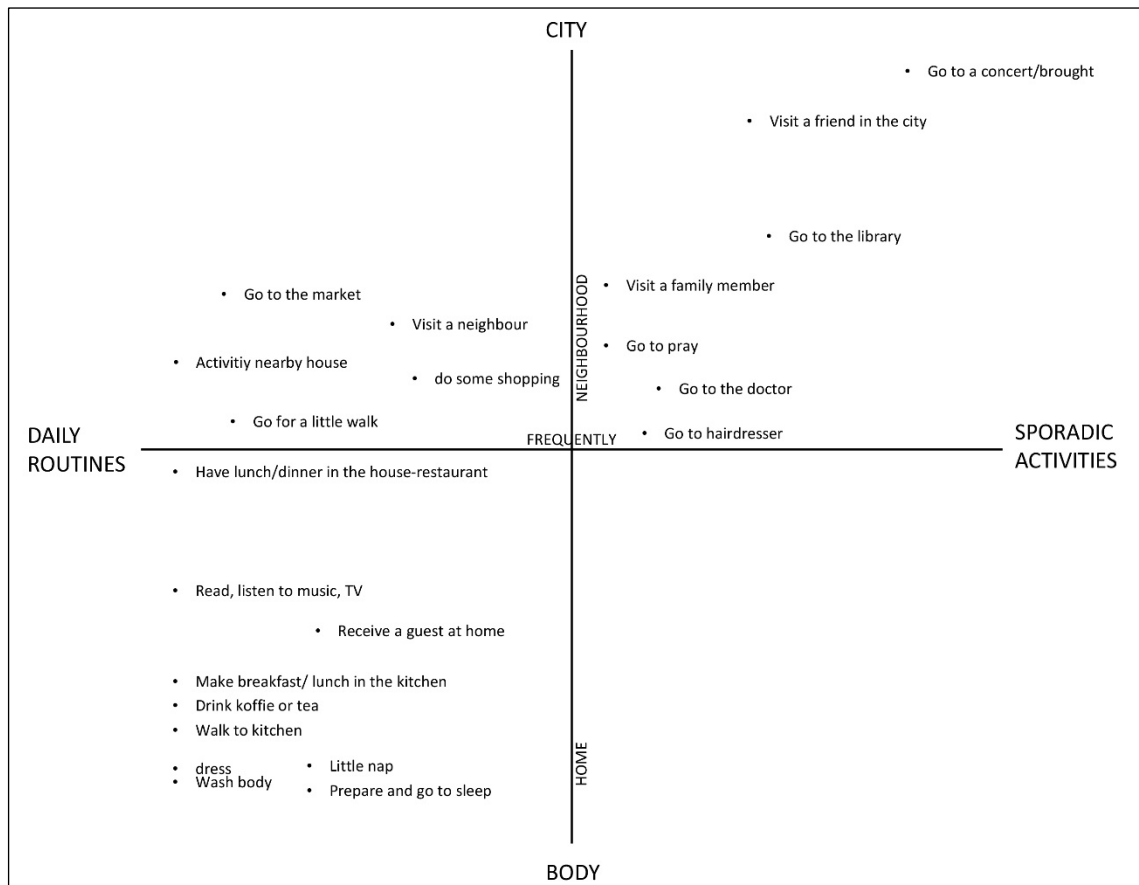 CITY
Go to a concert/brought
Visit a friend in the city
Go to the library
Visit a family member
Go to the market
NEIGHBOURHOOD
Visit a neighbour
Go to pray
Activitiy nearby house
do some shopping
Go to the doctor
Go for a little walk
Go to hairdresser
DAILY
ROUTINES
FREQUENTLY
SPORADIC
ACTIVITIES
Have lunch/dinner in the house-restaurant
Read, listen to music, TV
Receive a guest at home
Make breakfast/ lunch in the kitchen
Drink koffie or tea
Walk to kitchen
HOME
dress
Little nap
Wash body
Prepare and go to sleep
BODY